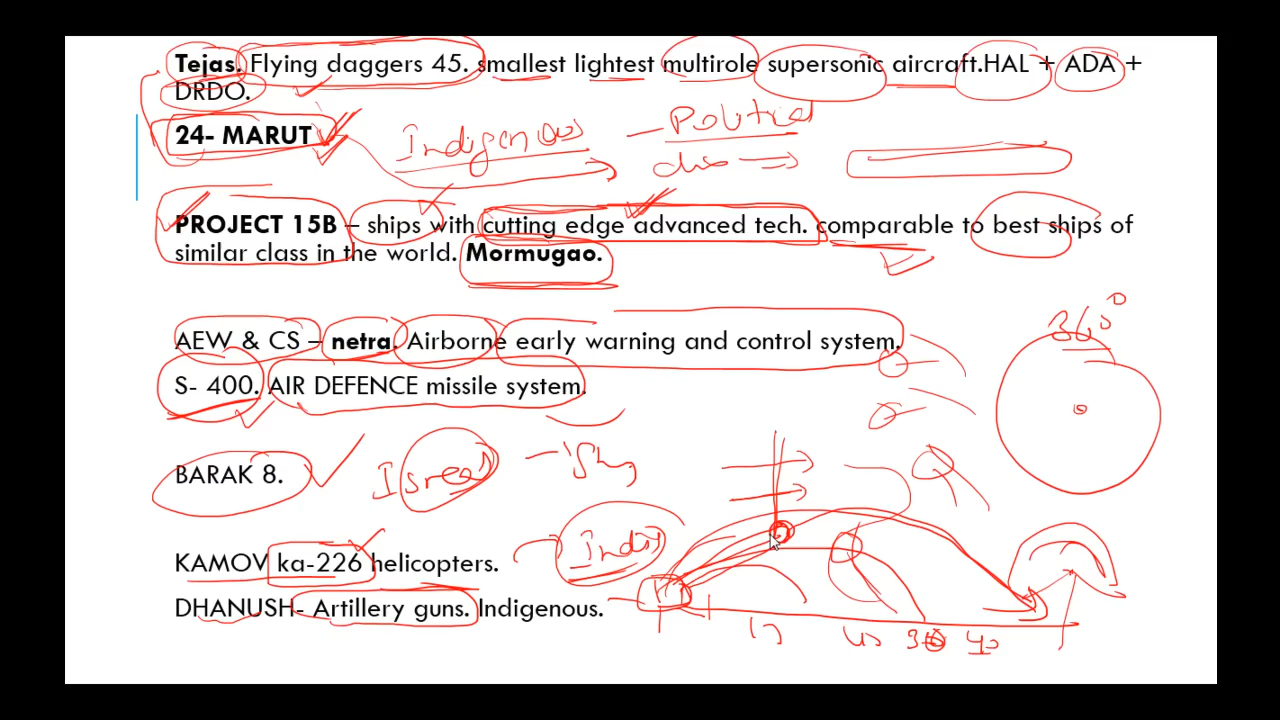 Tejas. Flying daggers 45. smallest lightest multirole supersonic aircraft.HAL + ADA +
DRDO.
24- MARUT
Indigenous
Political
PROJECT 15B – ships with cutting edge advanced tech. comparable to best ships of
similar class in the world. Mormugao.
360°
AEW & CS – netra. Airborne early warning and control system.
S- 400. AIR DEFENCE missile system.
BARAK 8.
Isreal
India
KAMOV ka-226 helicopters.
DHANUSH- Artillery guns. Indigenous.
40